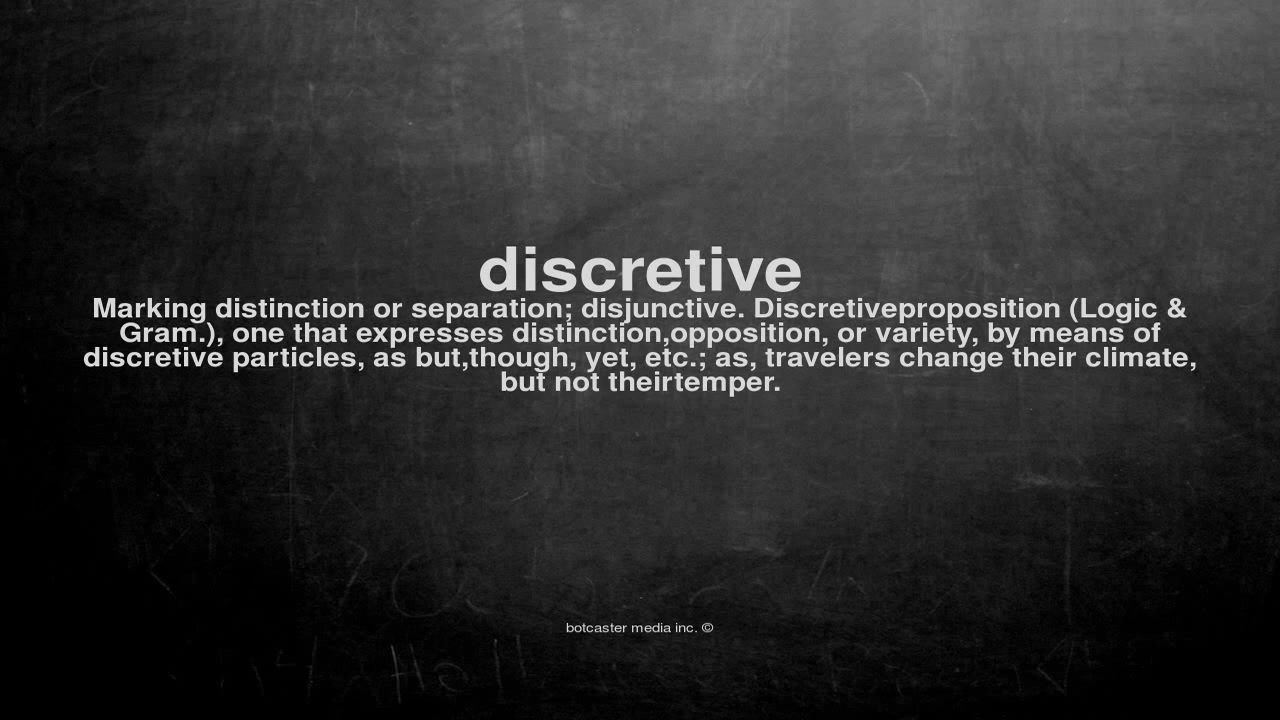 discretive
Marking distinction or separation; disjunctive. Discretiveproposition (Logic &
Gram.), one that expresses distinction,opposition, or variety, by means of
discretive particles, as but,though, yet, etc.; as, travelers change their climate,
but not theirtemper.
botcaster media inc. ©